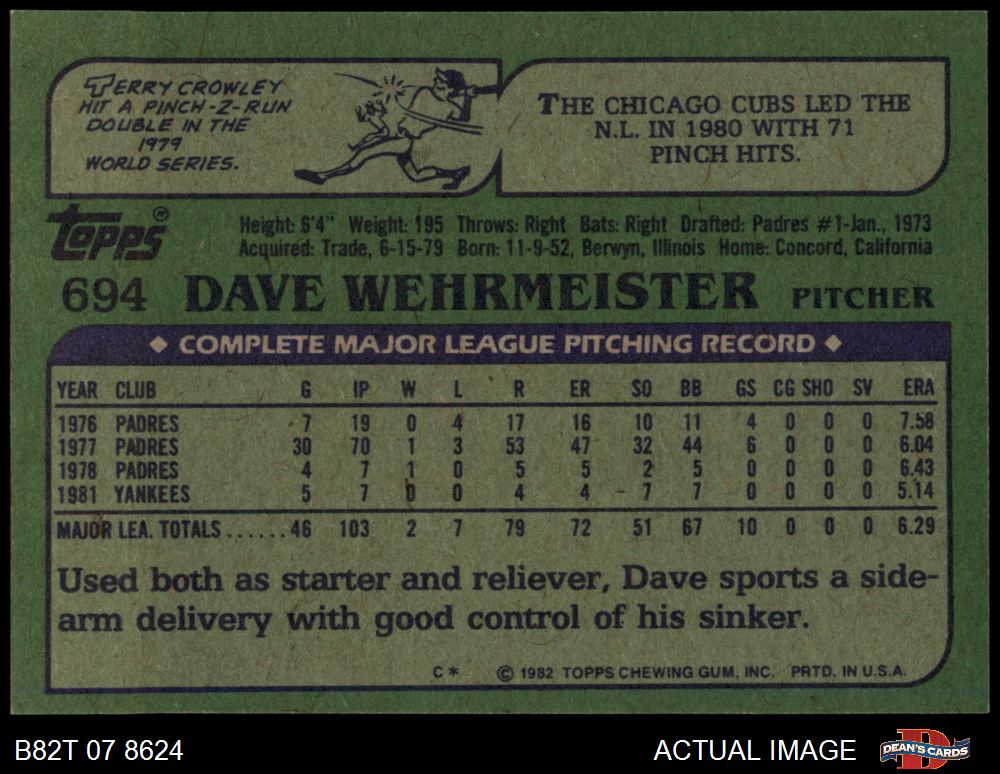 TERRY CROWLEY
HIT A PINCH-2-RUN
DOUBLE IN THE
1979
WORLD SERIES.
THE CHICAGO CUBS LED THE
N.L. IN 1980 WITH 71
PINCH HITS.
Topps®
Height: 6'4" Weight: 195 Throws: Right Bats: Right Drafted: Padres #1-Jan., 1973
Acquired: Trade, 6-15-79 Born: 11-9-52, Berwyn, Illinois Home: Concord, California
694 DAVE WEHRMEISTER PITCHER
◆ COMPLETE MAJOR LEAGUE PITCHING RECORD ◆
YEAR CLUB G IP W L R ER SO BB GS CG SHO SV ERA
1976 PADRES 7 19 0 4 17 16 10 11 4 0 0 0 7.58
1977 PADRES 30 70 1 3 53 47 32 44 6 0 0 0 6.04
1978 PADRES 4 7 1 0 5 5 2 5 0 0 0 0 6.43
1981 YANKEES 5 7 0 0 4 4 7 7 0 0 0 0 5.14
MAJOR LEA. TOTALS......46 103 2 7 79 72 51 67 10 0 0 0 6.29
Used both as starter and reliever, Dave sports a side-
arm delivery with good control of his sinker.
C* © 1982 TOPPS CHEWING GUM, INC. PRTD. IN U.S.A.
B82T 07 8624 ACTUAL IMAGE DEAN'S CARDS